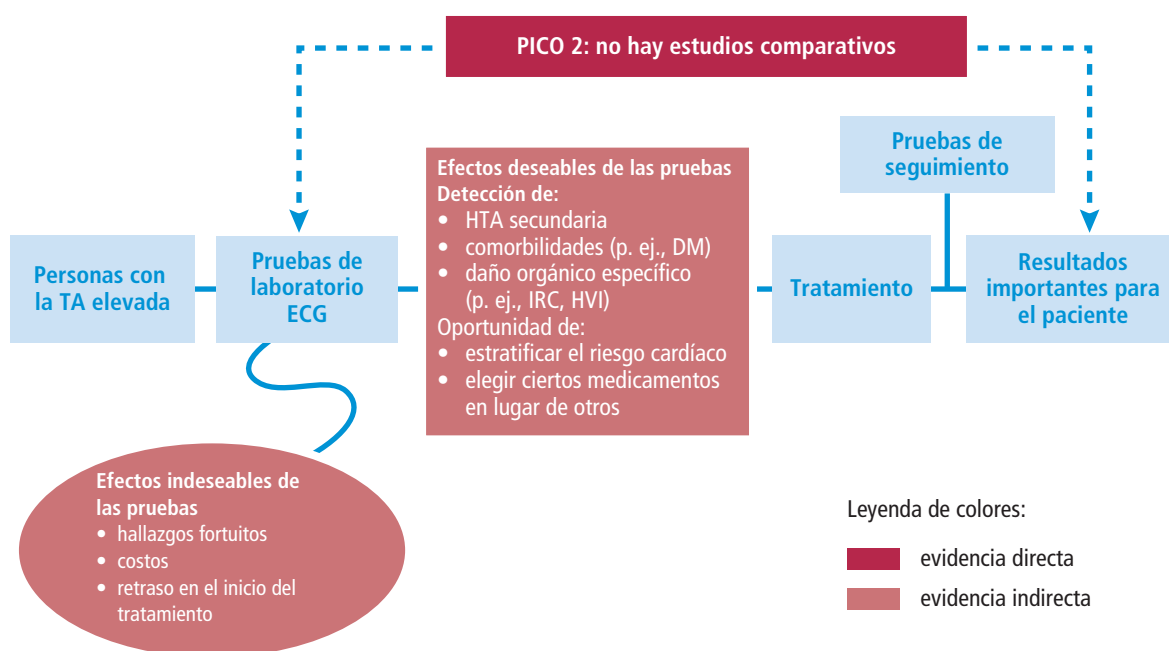 PICO 2: no hay estudios comparativos
Personas con
la TA elevada
Pruebas de
laboratorio
ECG
Efectos deseables de las pruebas
Detección de:
• HTA secundaria
• comorbilidades (p. ej., DM)
• daño orgánico específico
(p. ej., IRC, HVI)
Oportunidad de:
• estratificar el riesgo cardíaco
• elegir ciertos medicamentos
en lugar de otros
Tratamiento
Pruebas de
seguimiento
Resultados
importantes para
el paciente
Efectos indeseables de
las pruebas
• hallazgos fortuitos
• costos
• retraso en el inicio del
tratamiento
Leyenda de colores:
evidencia directa
evidencia indirecta